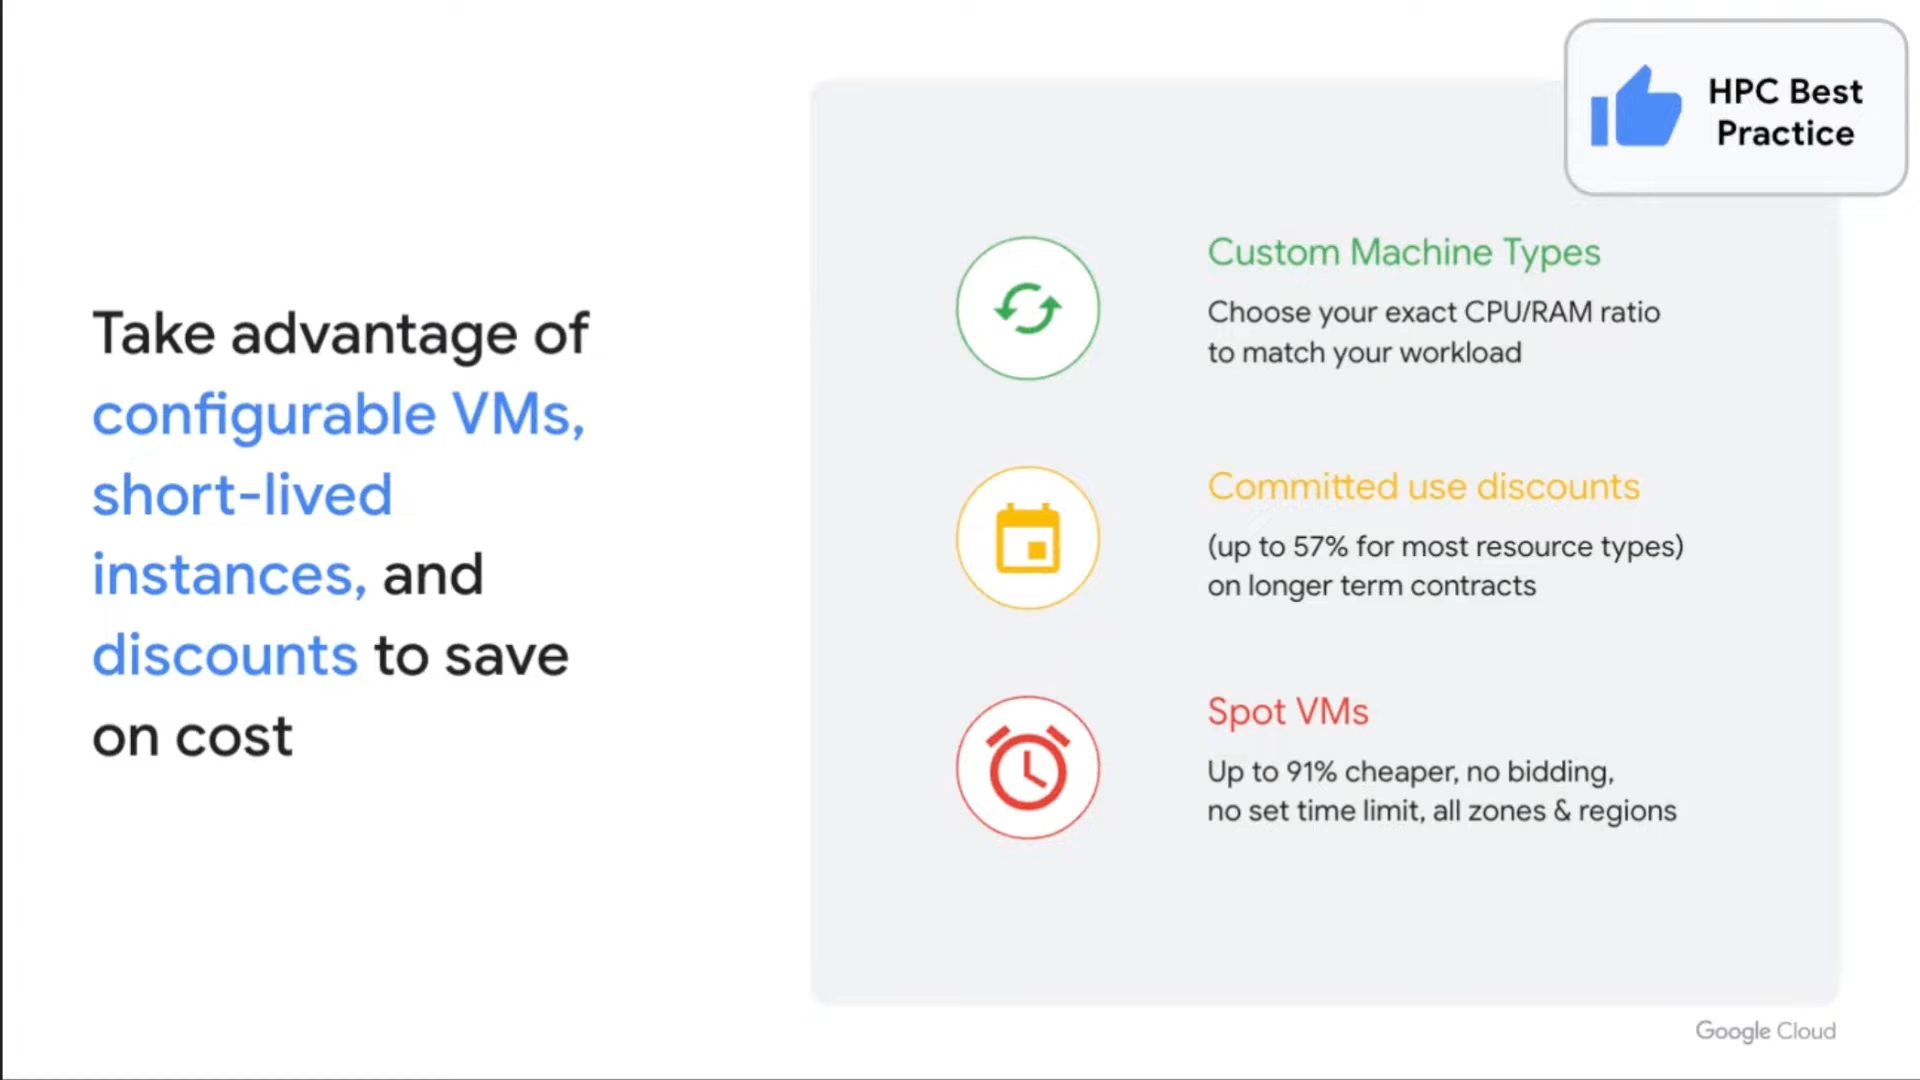 HPC Best
Practice
Take advantage of
configurable VMs,
short-lived
instances, and
discounts to save
on cost
Custom Machine Types
Choose your exact CPU/RAM ratio
to match your workload
Committed use discounts
(up to 57% for most resource types)
on longer term contracts
Spot VMs
Up to 91% cheaper, no bidding,
no set time limit, all zones & regions
Google Cloud